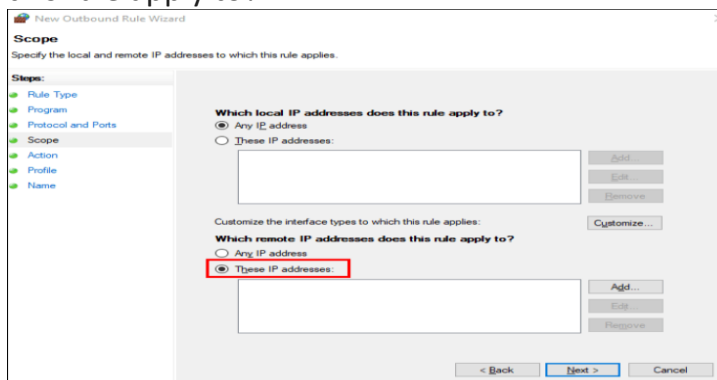 New Outbound Rule Wizard
Scope
Specify the local and remote IP addresses to which this rule applies.
Steps:
Rule Type
Program
Protocol and Ports
Scope
Action
Profile
Name
Which local IP addresses does this rule apply to?
Any IP address
These IP addresses:
Add...
Edit...
Remove
Customize the interface types to which this rule applies:
Customize...
Which remote IP addresses does this rule apply to?
Any IP address
These IP addresses:
Add...
Edit...
Remove
< Back
Next >
Cancel